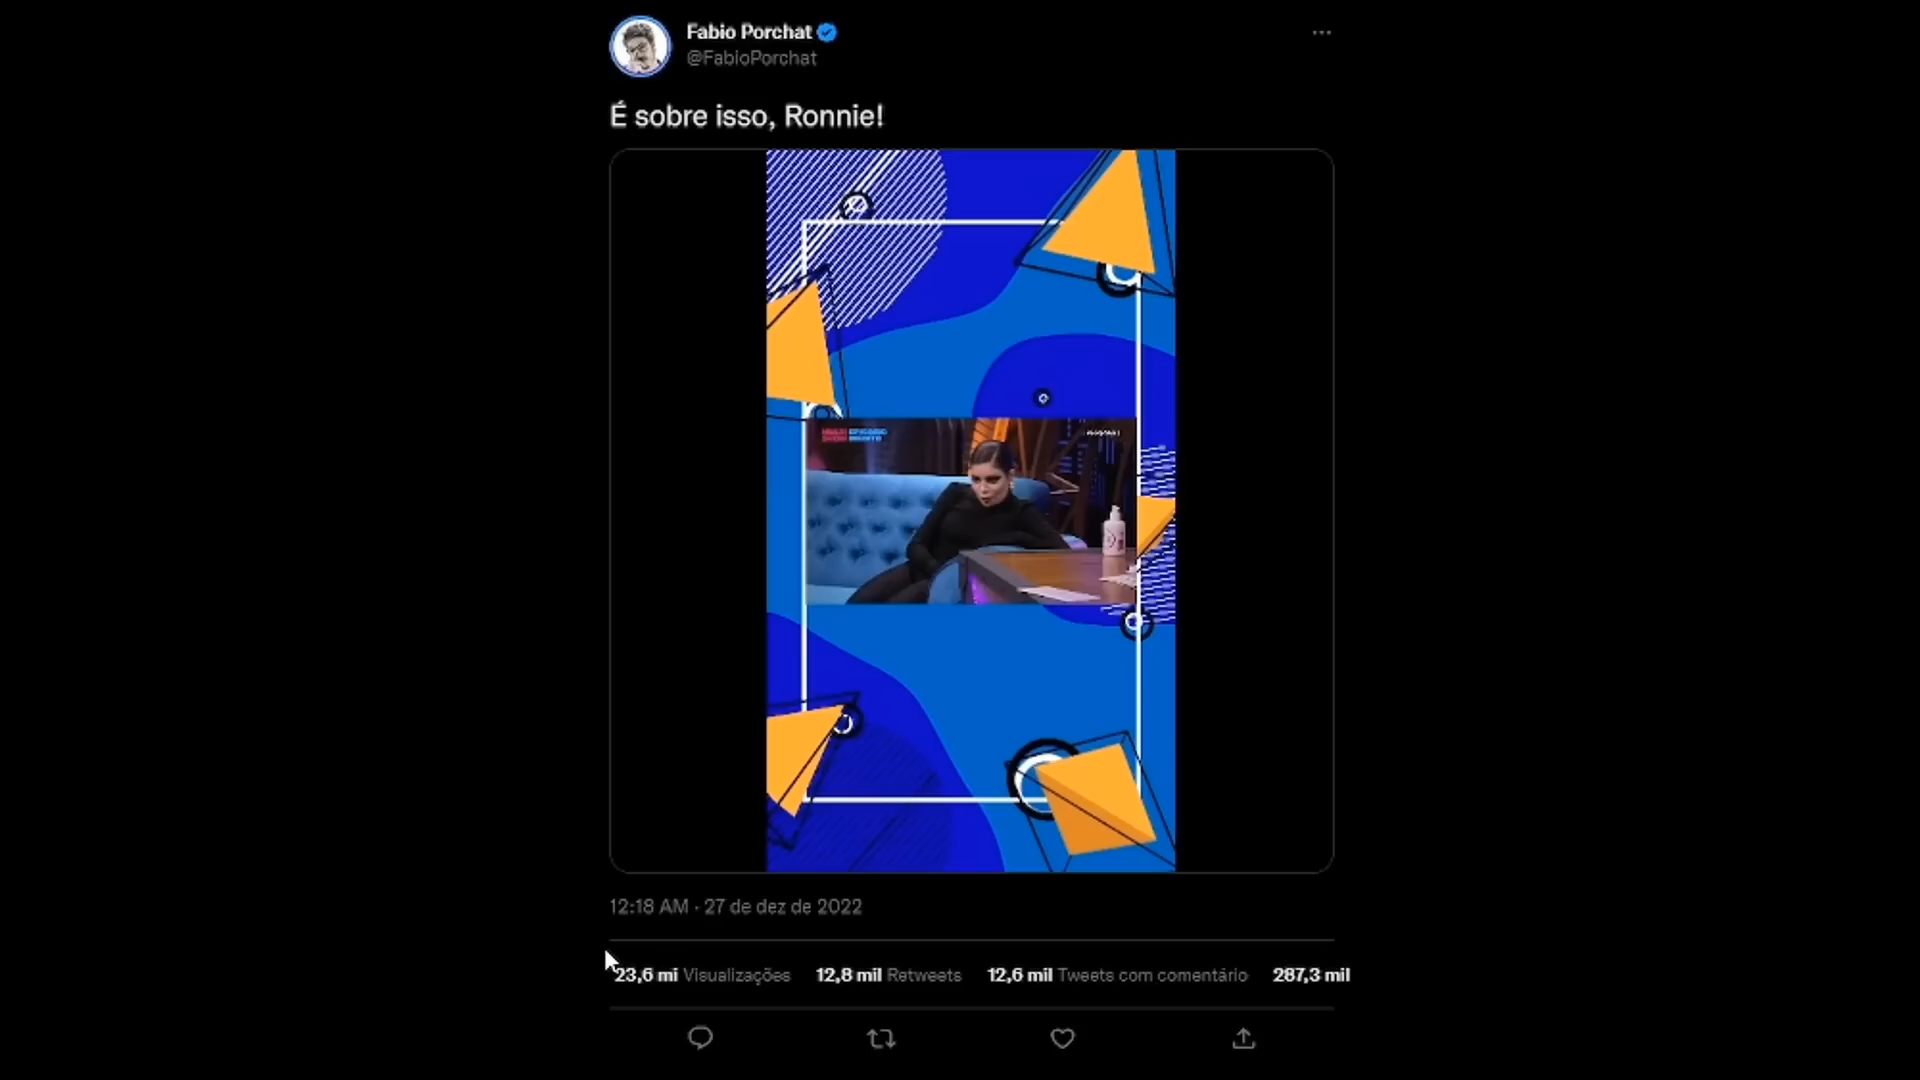 Fabio Porchat
@FabioPorchat
É sobre isso, Ronnie!
12:18 AM · 27 de dez de 2022
23,6 mi Visualizações 12,8 mil Retweets 12,6 mil Tweets com comentário 287,3 mil